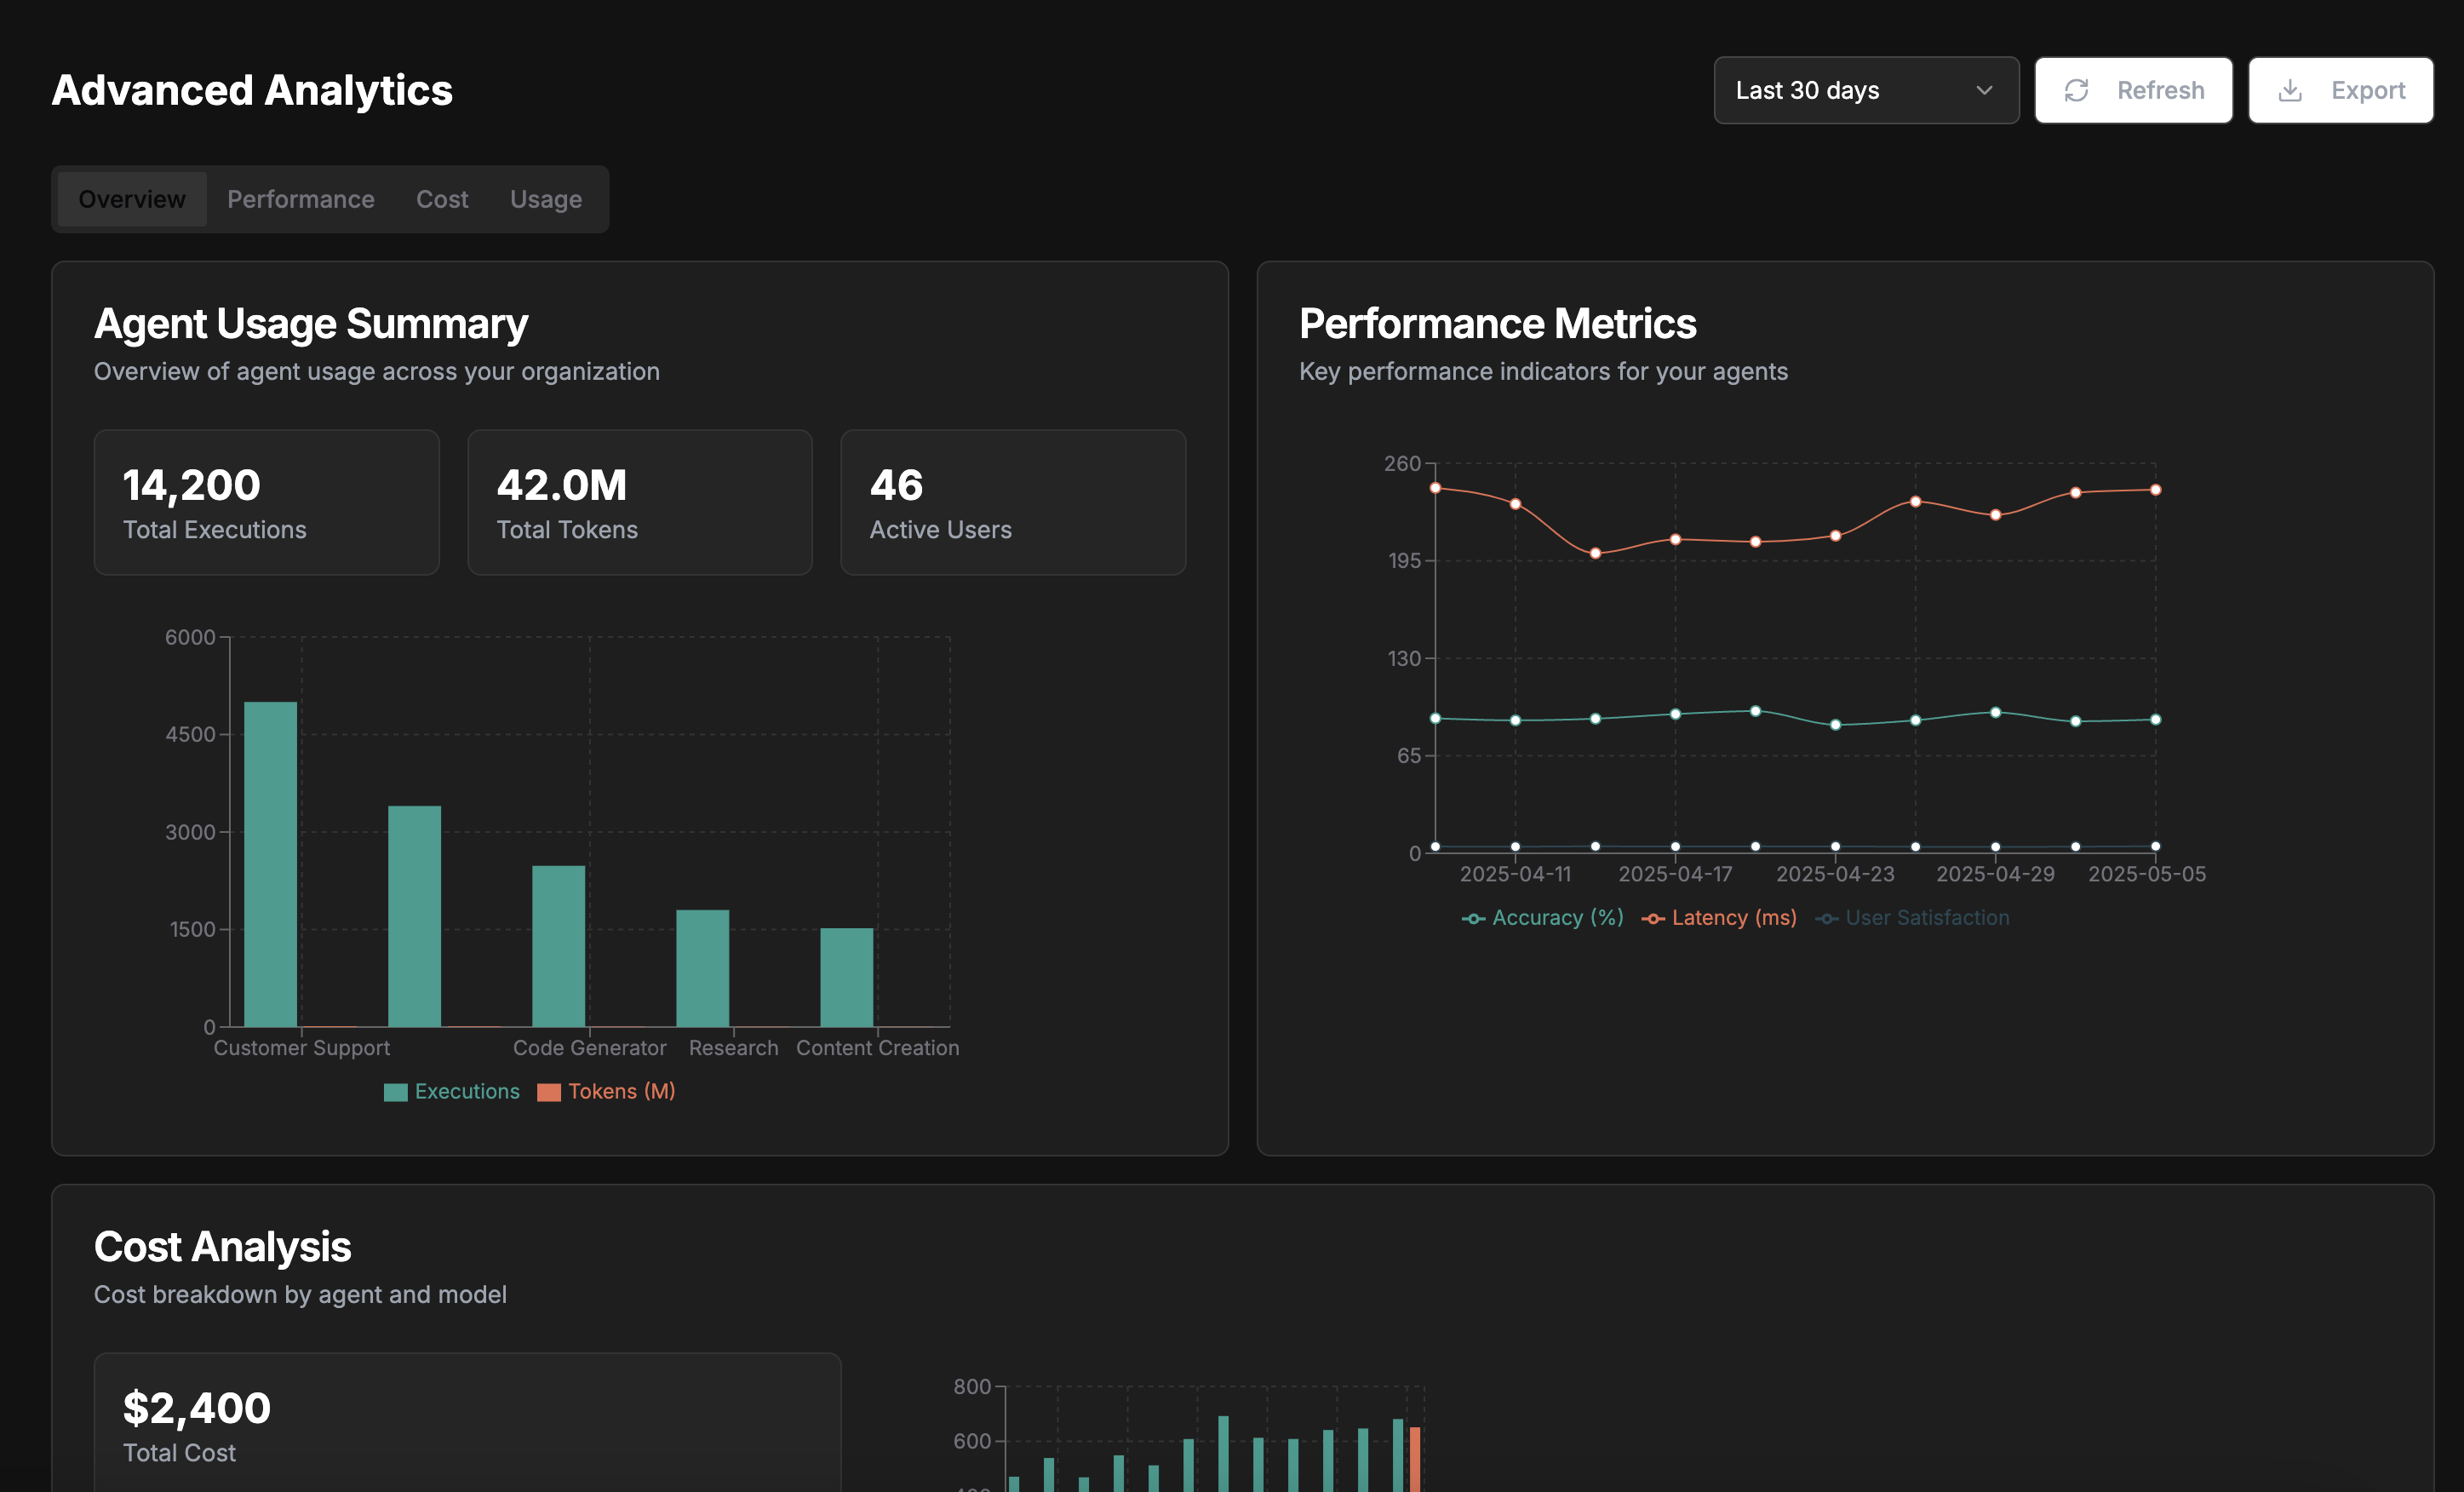 Advanced Analytics
Last 30 days
Refresh
Export
Overview
Performance
Cost
Usage
Agent Usage Summary
Overview of agent usage across your organization
14,200
Total Executions
42.0M
Total Tokens
46
Active Users
6000
4500
3000
1500
0
Customer Support
Code Generator
Research
Content Creation
Executions
Tokens (M)
Performance Metrics
Key performance indicators for your agents
260
195
130
65
0
2025-04-11
2025-04-17
2025-04-23
2025-04-29
2025-05-05
Accuracy (%)
Latency (ms)
User Satisfaction
Cost Analysis
Cost breakdown by agent and model
$2,400
Total Cost
800
600